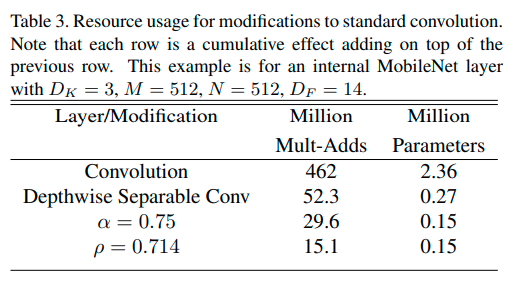 Table 3. Resource usage for modifications to standard convolution.
Note that each row is a cumulative effect adding on top of the
previous row. This example is for an internal MobileNet layer
with D_K = 3, M = 512, N = 512, D_F = 14.
Layer/Modification Million Million
Mult-Adds Parameters
Convolution 462 2.36
Depthwise Separable Conv 52.3 0.27
α = 0.75 29.6 0.15
ρ = 0.714 15.1 0.15